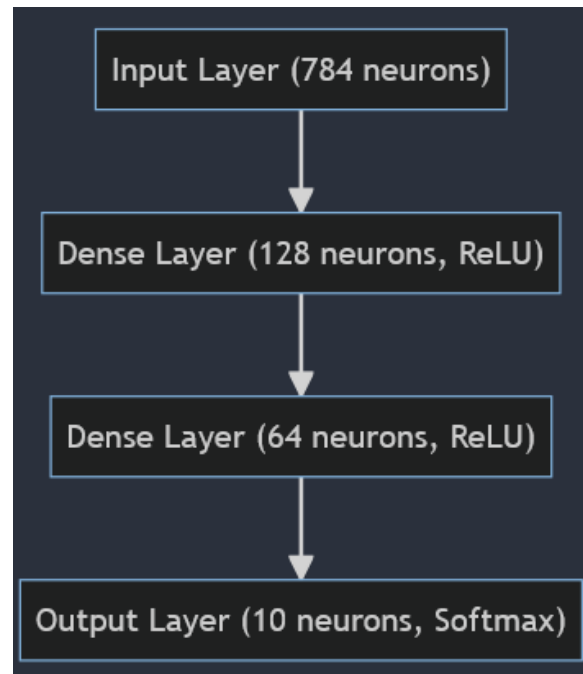 Input Layer (784 neurons)
Dense Layer (128 neurons, ReLU)
Dense Layer (64 neurons, ReLU)
Output Layer (10 neurons, Softmax)